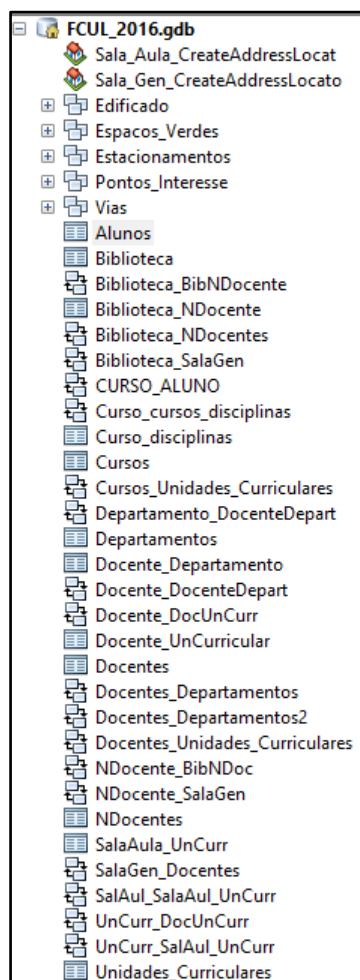 FCUL_2016.gdb
Sala_Aula_CreateAddressLocat
Sala_Gen_CreateAddressLocato
Edificado
Espacos_Verdes
Estacionamentos
Pontos_Interesse
Vias
Alunos
Biblioteca
Biblioteca_BibNDocente
Biblioteca_NDocente
Biblioteca_NDocentes
Biblioteca_SalaGen
CURSO_ALUNO
Curso_cursos_disciplinas
Curso_disciplinas
Cursos
Cursos_Unidades_Curriculares
Departamento_DocenteDepart
Departamentos
Docente_Departamento
Docente_DocenteDepart
Docente_DocUnCurr
Docente_UnCurricular
Docentes
Docentes_Departamentos
Docentes_Departamentos2
Docentes_Unidades_Curriculares
NDocente_BibNDoc
NDocente_SalaGen
NDocentes
SalaAula_UnCurr
SalaGen_Docentes
SalAul_SalaAul_UnCurr
UnCurr_DocUnCurr
UnCurr_SalAul_UnCurr
Unidades_Curriculares